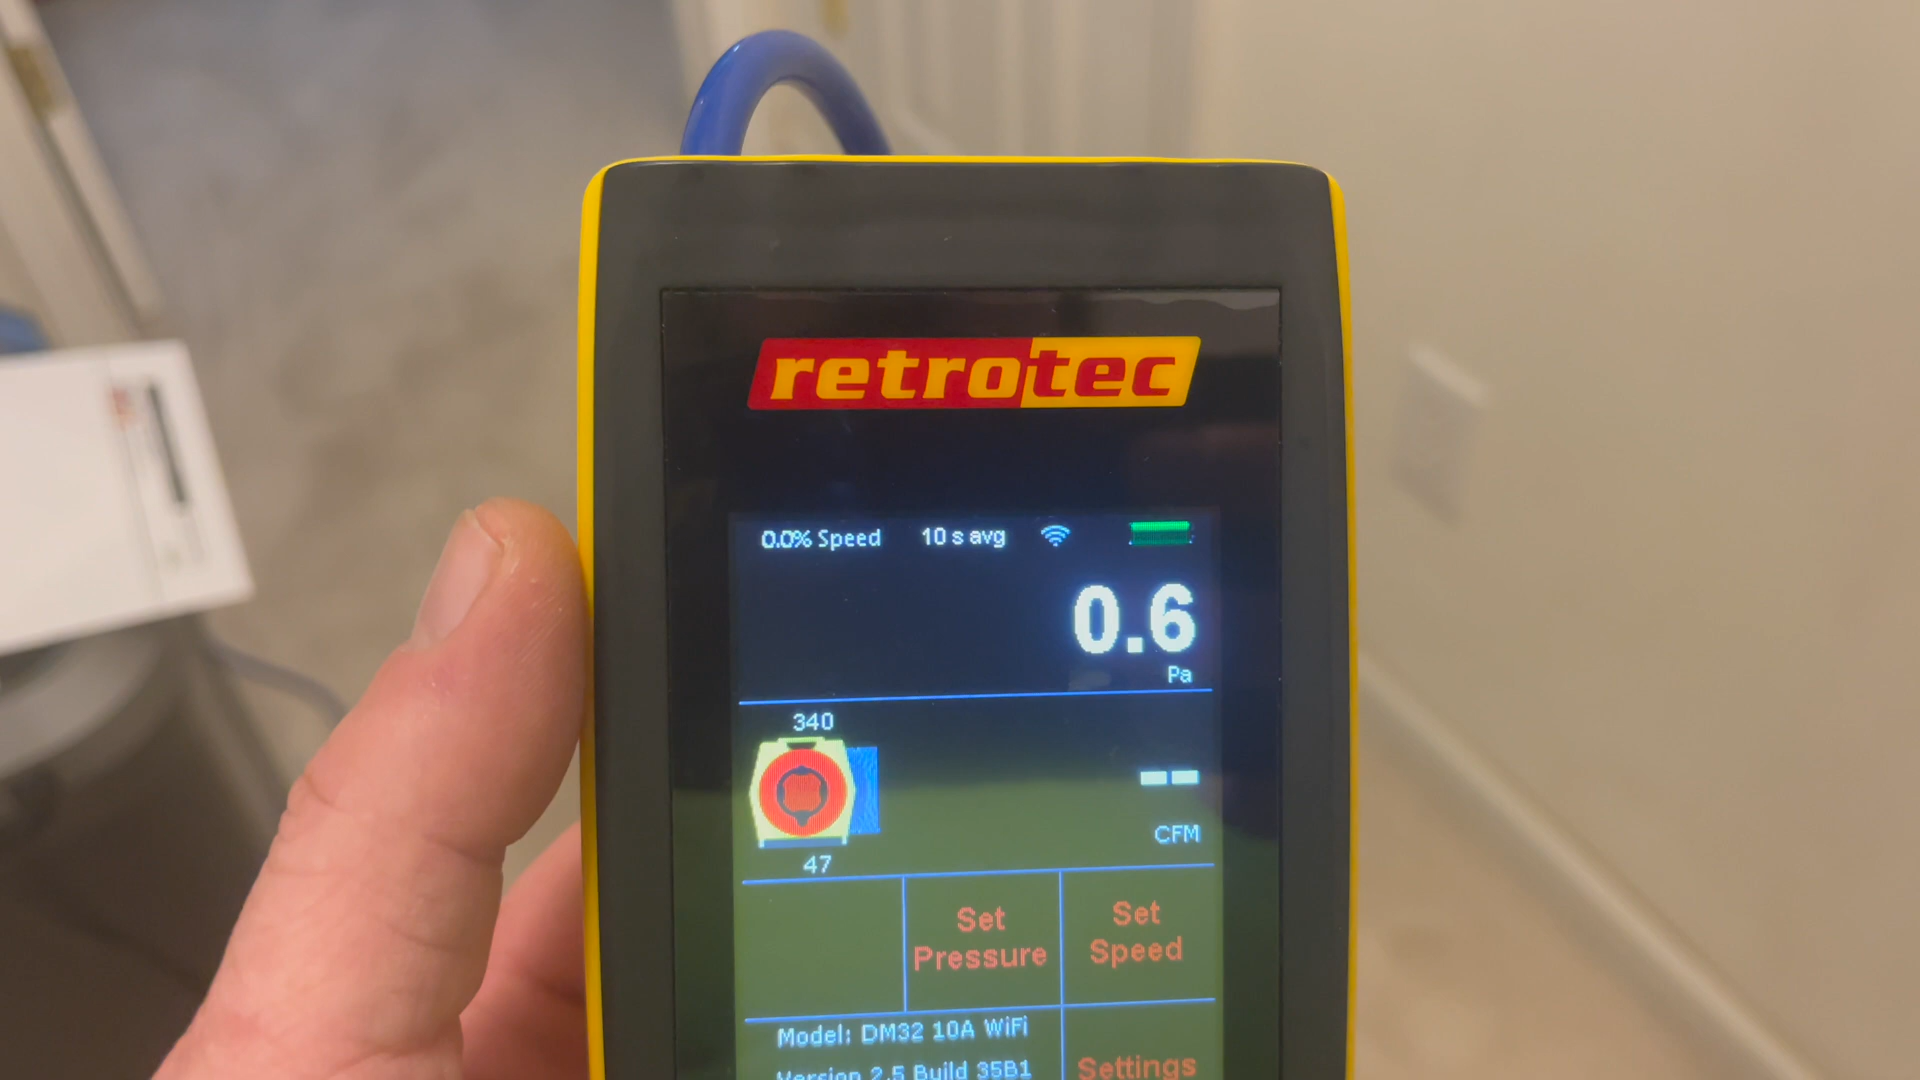 retrotec
0.0% Speed 10 s avg
0.6
Pa
340
--
CFM
47
Set Pressure
Set Speed
Model: DM32 10A WiFi
Version 2.5 Build 35B1
Settings